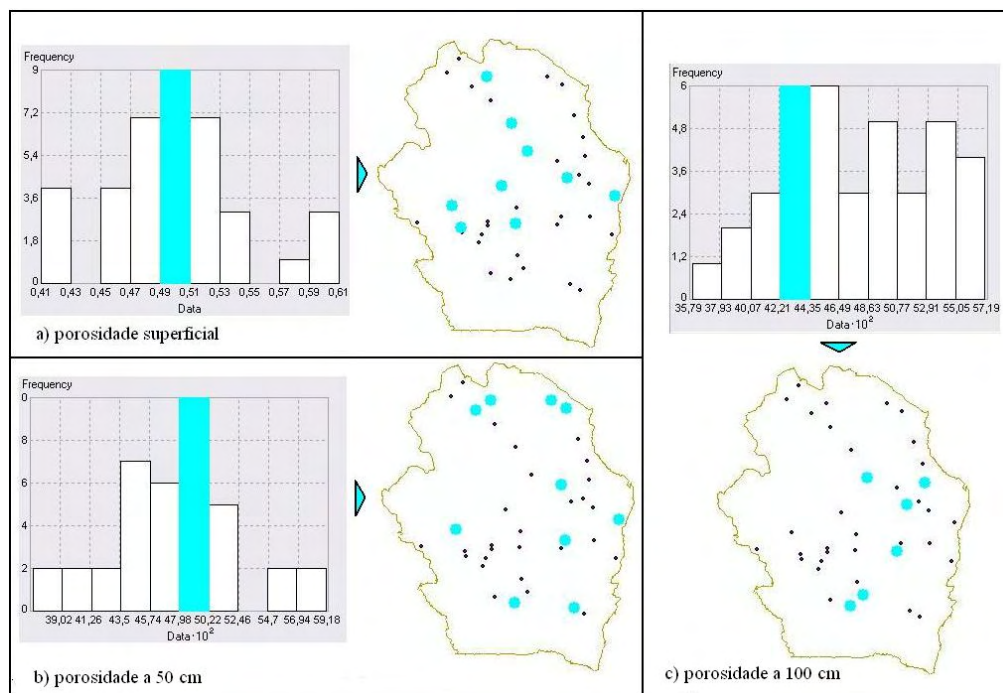 Frequency
9
7,2
5,4
3,6
1,8
0
0,41 0,43 0,45 0,47 0,49 0,51 0,53 0,55 0,57 0,59 0,61
Data
a) porosidade superficial
Frequency
0
8
6
4
2
0
39,02 41,26 43,5 45,74 47,98 50,22 52,46 54,7 56,94 59,18
Data·10²
b) porosidade a 50 cm
Frequency
6
4,8
3,6
2,4
1,2
0
35,79 37,93 40,07 42,21 44,35 46,49 48,63 50,77 52,91 55,05 57,19
Data·10²
c) porosidade a 100 cm